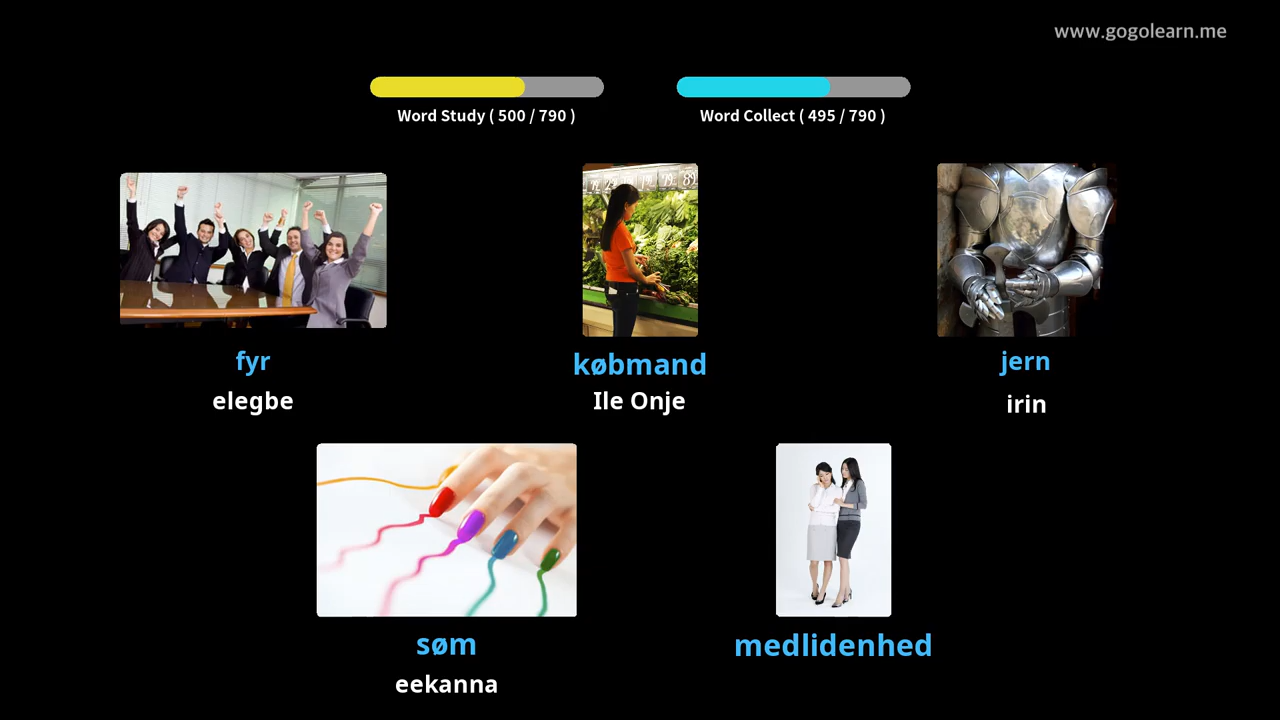 www.gogolearn.me
Word Study ( 500 / 790 )
Word Collect ( 495 / 790 )
fyr
elegbe
købmand
Ile Onje
jern
irin
søm
eekanna
medlidenhed